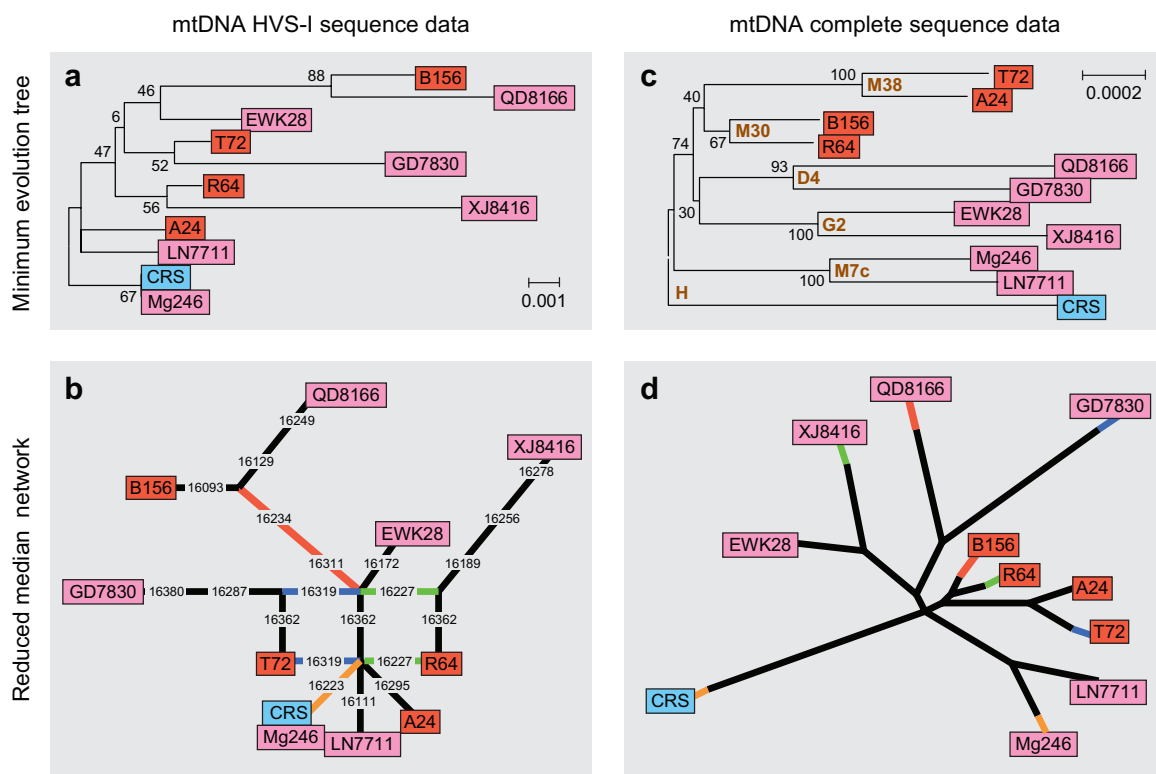 mtDNA HVS-I sequence data
mtDNA complete sequence data
Minimum evolution tree
a
88
B156
QD8166
46
EWK28
6
T72
47
52
GD7830
R64
56
XJ8416
A24
LN7711
CRS
67
Mg246
0.001
c
100
T72
M38
A24
0.0002
40
B156
M30
67
R64
74
93
QD8166
D4
GD7830
30
EWK28
G2
100
XJ8416
Mg246
M7c
100
LN7711
H
CRS
Reduced median network
b
QD8166
16249
XJ8416
16129
16278
B156
16093
16234
16256
EWK28
16311
16172
16189
GD7830
16380
16287
16319
16227
16362
16362
16362
T72
16319
16227
R64
16223
16295
16111
CRS
A24
Mg246
LN7711
d
QD8166
GD7830
XJ8416
EWK28
B156
R64
A24
T72
CRS
LN7711
Mg246